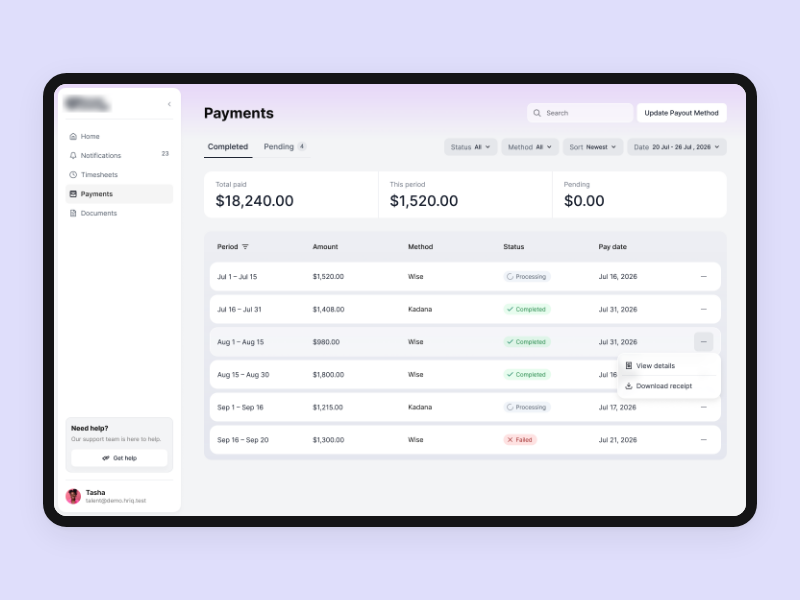 Home
Notifications 23
Timesheets
Payments
Documents
Need help?
Our support team is here to help.
Get help
Tasha
talent@demo.hriq.test
Payments
Search
Update Payout Method
Completed Pending 4
Status All Method All Sort Newest Date 20 Jul - 26 Jul , 2026
Total paid This period Pending
$18,240.00 $1,520.00 $0.00
Period Amount Method Status Pay date
Jul 1 – Jul 15 $1,520.00 Wise Processing Jul 16, 2026
Jul 16 – Jul 31 $1,408.00 Kadana Completed Jul 31, 2026
Aug 1 – Aug 15 $980.00 Wise Completed Jul 31, 2026
Aug 15 – Aug 30 $1,800.00 Wise Completed Jul 16
View details
Download receipt
Sep 1 – Sep 16 $1,215.00 Kadana Processing Jul 17, 2026
Sep 16 – Sep 20 $1,300.00 Wise Failed Jul 21, 2026